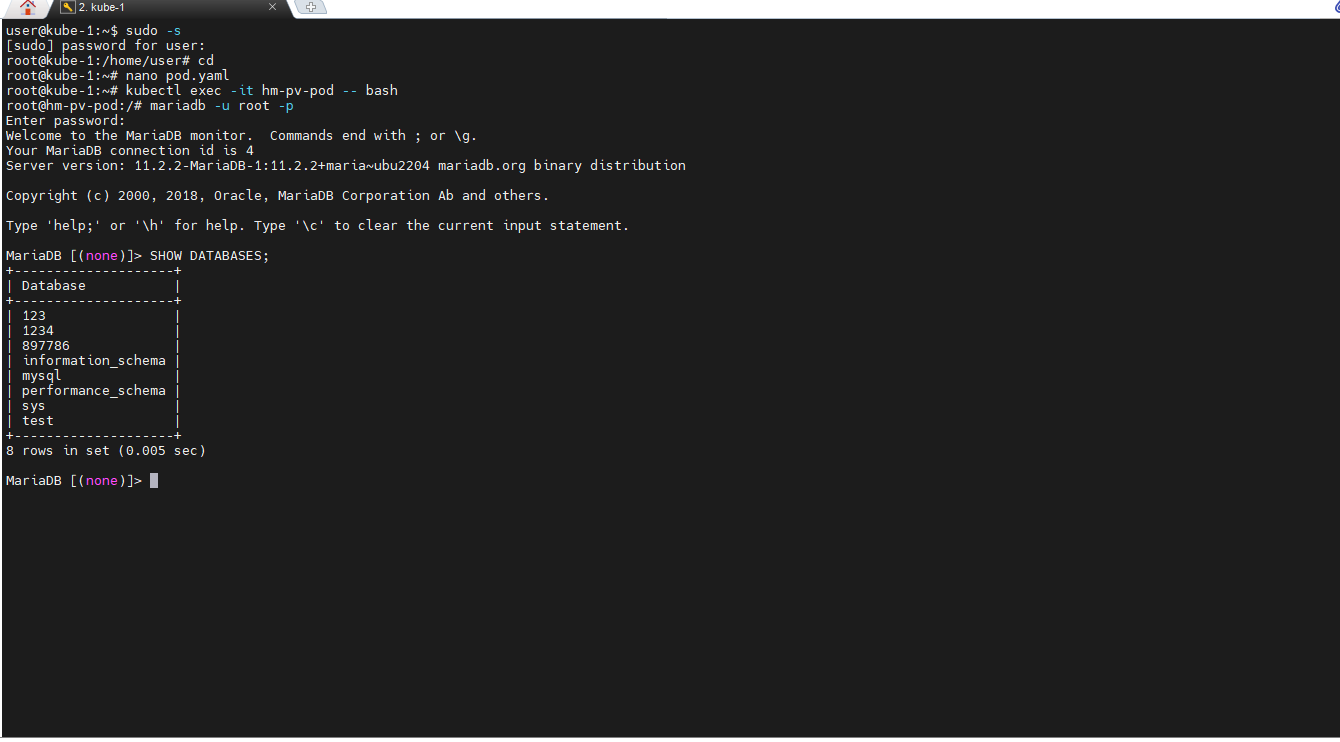 2. kube-1
user@kube-1:~$ sudo -s
[sudo] password for user:
root@kube-1:/home/user# cd
root@kube-1:~# nano pod.yaml
root@kube-1:~# kubectl exec -it hm-pv-pod -- bash
root@hm-pv-pod:/# mariadb -u root -p
Enter password:
Welcome to the MariaDB monitor.  Commands end with ; or \g.
Your MariaDB connection id is 4
Server version: 11.2.2-MariaDB-1:11.2.2+maria~ubu2204 mariadb.org binary distribution

Copyright (c) 2000, 2018, Oracle, MariaDB Corporation Ab and others.

Type 'help;' or '\h' for help. Type '\c' to clear the current input statement.

MariaDB [(none)]> SHOW DATABASES;
+--------------------+
| Database           |
+--------------------+
| 123                |
| 1234               |
| 897786             |
| information_schema |
| mysql              |
| performance_schema |
| sys                |
| test               |
+--------------------+
8 rows in set (0.005 sec)

MariaDB [(none)]>